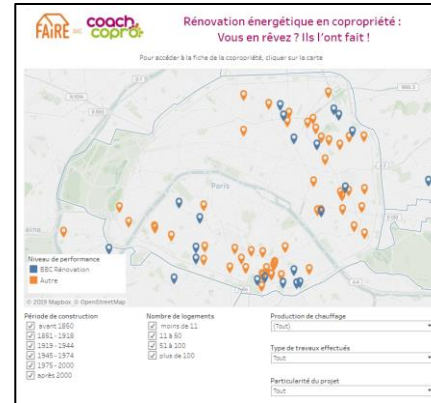 FAiRE avec coach copro
Rénovation énergétique en copropriété :
Vous en rêvez ? Ils l'ont fait !
Pour accéder à la fiche de la copropriété, cliquer sur la carte
Paris
Niveau de performance
BBC Rénovation
Autre
© 2019 Mapbox © OpenStreetMap
Période de construction
avant 1850
1851 - 1918
1919 - 1944
1945 - 1974
1975 - 2000
après 2000
Nombre de logements
moins de 11
11 à 50
51 à 100
plus de 100
Production de chauffage
(Tout)
Type de travaux effectués
Tout
Particularité du projet
Tout